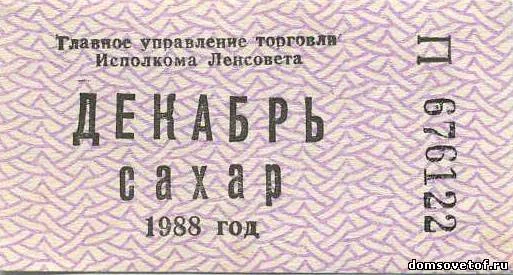 Главное управление торговли
Исполкома Ленсовета
ДЕКАБРЬ
сахар
1988 год
П 676122
domsovetof.ru